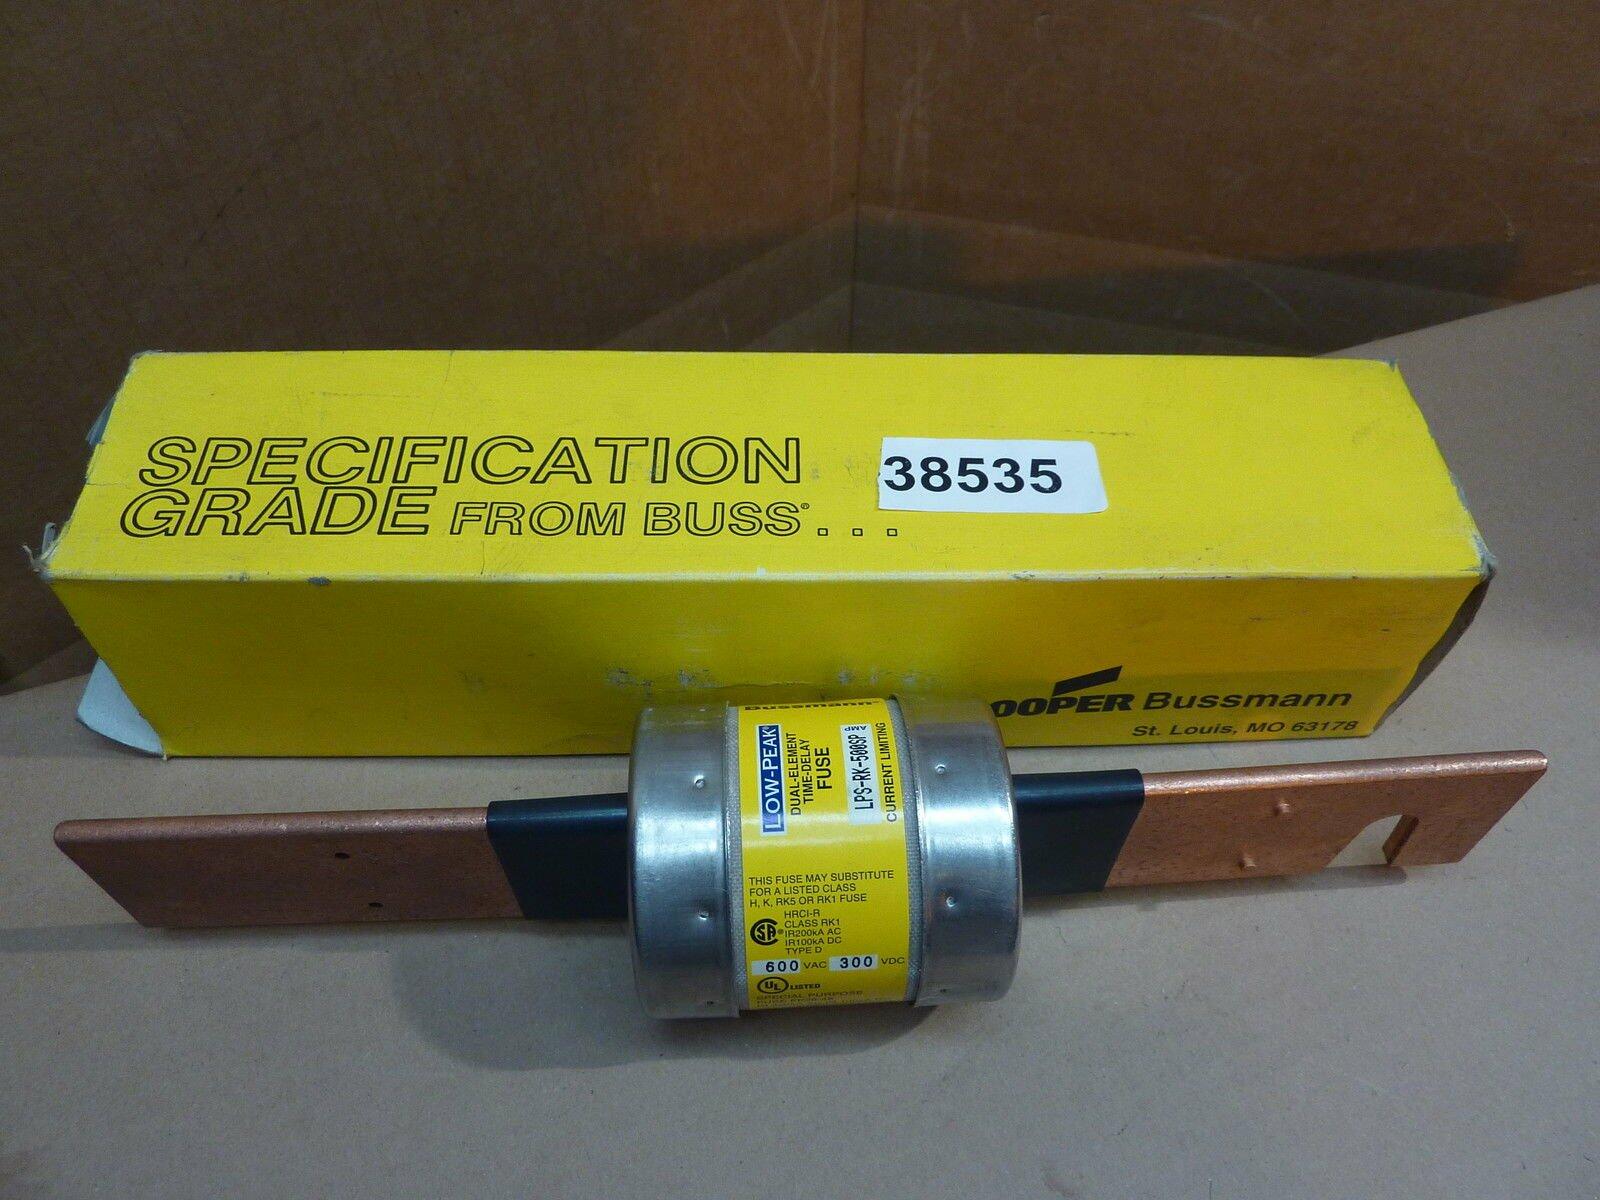 SPECIFICATION
GRADE FROM BUSS® . . .
38535
OOPER Bussmann
St. Louis, MO 63178
Bussmann
LOW-PEAK
DUAL-ELEMENT
TIME-DELAY
FUSE
LPS-RK-500SP AMP
CURRENT LIMITING
THIS FUSE MAY SUBSTITUTE
FOR A LISTED CLASS
H, K, RK5 OR RK1 FUSE
HRCI-R
CLASS RK1
IR200kA AC
IR100kA DC
TYPE D
600 VAC 300 VDC
UL LISTED
SPECIAL PURPOSE